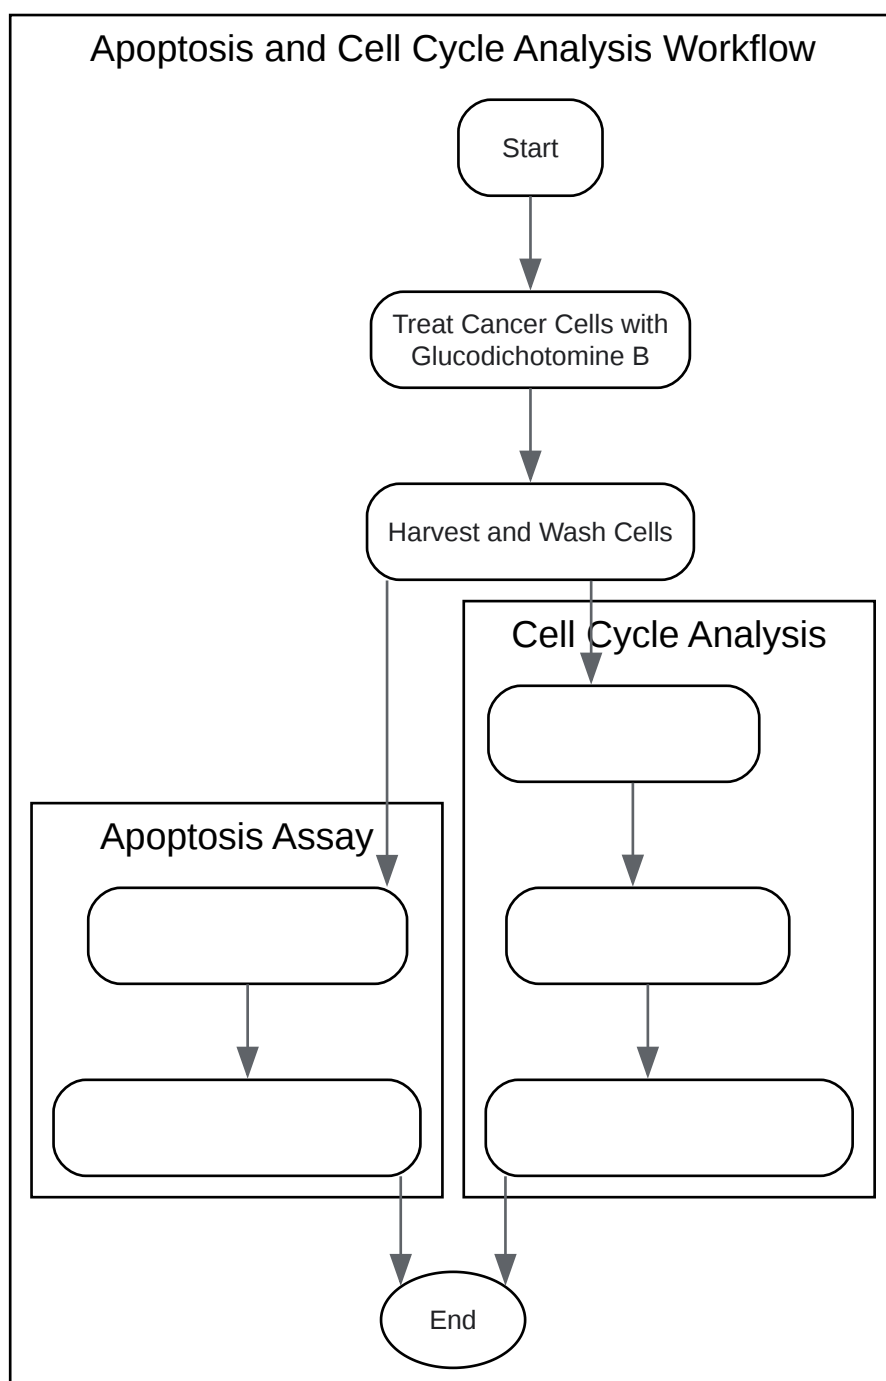 Apoptosis and Cell Cycle Analysis Workflow
Start
Treat Cancer Cells with
Glucodichotomine B
Harvest and Wash Cells
Cell Cycle Analysis
Apoptosis Assay
End